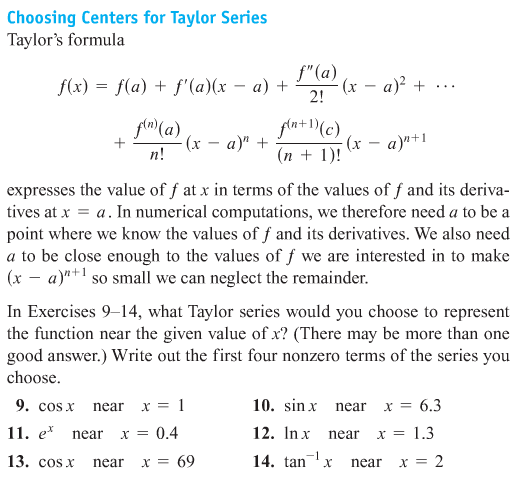 Choosing Centers for Taylor Series
Taylor's formula
f(x) = f(a) + f'(a)(x − a) + f"(a)/2! (x − a)² + ⋯
+ f⁽ⁿ⁾(a)/n! (x − a)ⁿ + f⁽ⁿ⁺¹⁾(c)/(n + 1)! (x − a)ⁿ⁺¹
expresses the value of f at x in terms of the values of f and its deriva-
tives at x = a. In numerical computations, we therefore need a to be a
point where we know the values of f and its derivatives. We also need
a to be close enough to the values of f we are interested in to make
(x − a)ⁿ⁺¹ so small we can neglect the remainder.
In Exercises 9–14, what Taylor series would you choose to represent
the function near the given value of x? (There may be more than one
good answer.) Write out the first four nonzero terms of the series you
choose.
9. cos x near x = 1 10. sin x near x = 6.3
11. eˣ near x = 0.4 12. ln x near x = 1.3
13. cos x near x = 69 14. tan⁻¹ x near x = 2